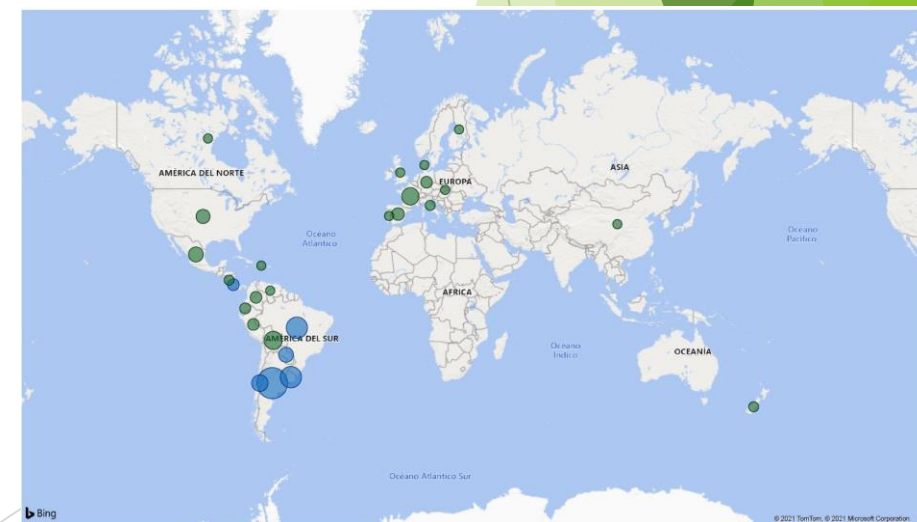 AMÉRICA DEL NORTE
EUROPA
ASIA
Océano
Atlántico
Océano
Pacífico
ÁFRICA
AMÉRICA DEL SUR
Océano
Índico
OCEANÍA
Océano Atlántico Sur
Bing
© 2021 TomTom, © 2021 Microsoft Corporation